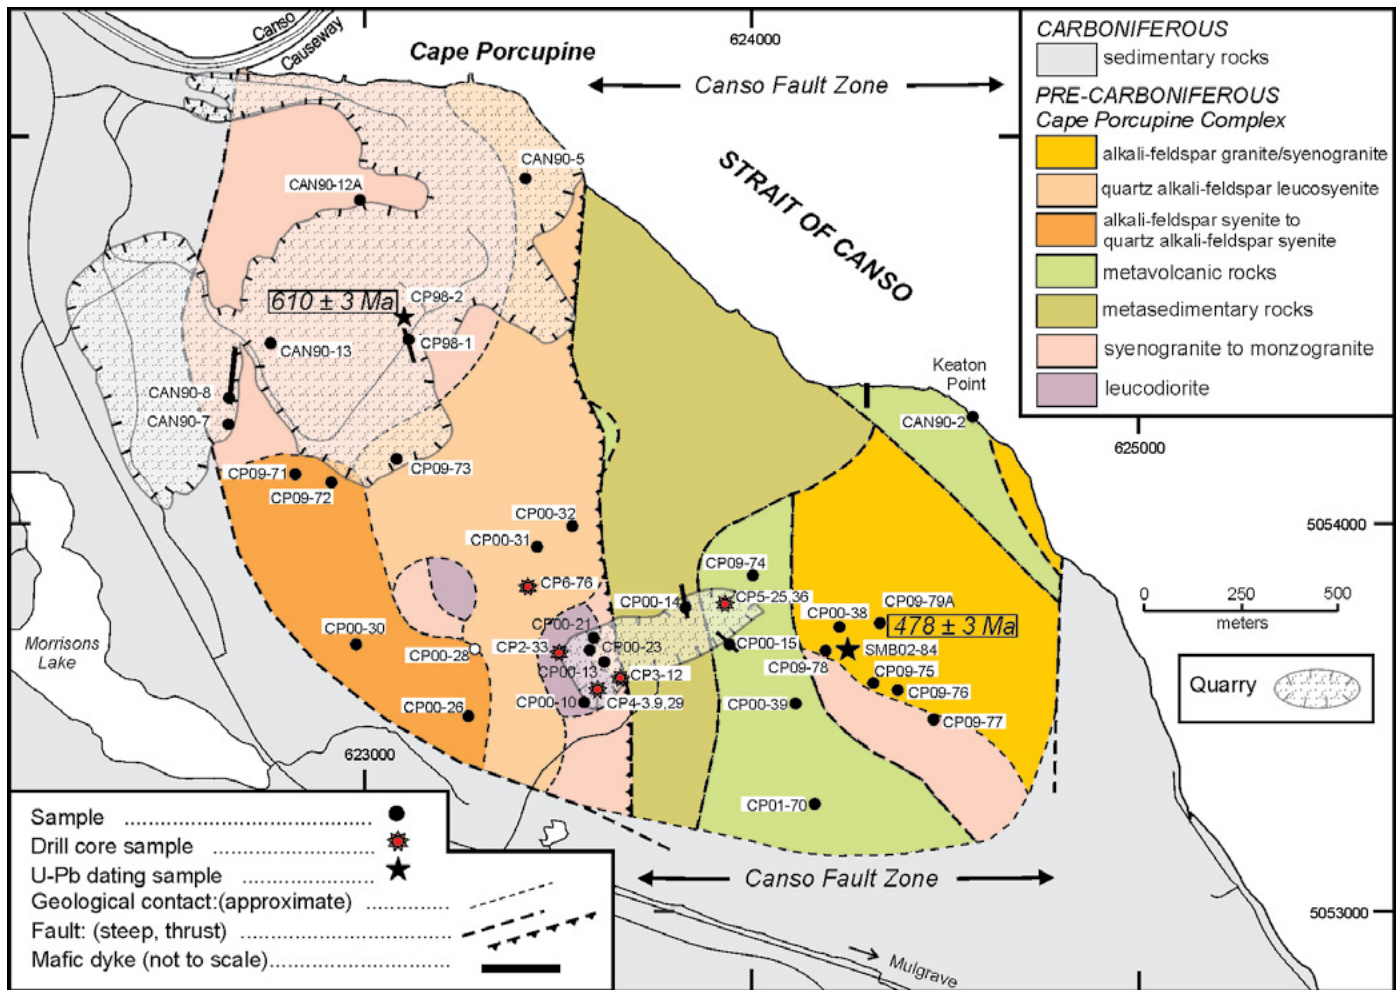 Canso
Causeway
Cape Porcupine
624000
Canso Fault Zone
STRAIT OF CANSO
CARBONIFEROUS
sedimentary rocks
PRE-CARBONIFEROUS
Cape Porcupine Complex
alkali-feldspar granite/syenogranite
quartz alkali-feldspar leucosyenite
alkali-feldspar syenite to
quartz alkali-feldspar syenite
metavolcanic rocks
metasedimentary rocks
syenogranite to monzogranite
leucodiorite
CAN90-5
CAN90-12A
610 ± 3 Ma
CP98-2
CP98-1
CAN90-13
CAN90-8
CAN90-7
Keaton
Point
CAN90-2
625000
CP09-71
CP09-72
CP09-73
CP00-32
CP00-31
5054000
CP6-76
CP09-74
CP00-14
CP5-25,36
CP00-38
CP09-79A
478 ± 3 Ma
0
250
500
meters
Morrisons
Lake
CP00-30
CP00-28
CP00-21
CP2-33
CP00-23
CP00-13
CP3-12
CP00-10
CP4-3.9,29
CP00-15
CP09-78
SMB02-84
CP09-75
CP09-76
CP09-77
CP00-39
CP00-26
Quarry
623000
CP01-70
Canso Fault Zone
5053000
Mulgrave
Sample
Drill core sample
U-Pb dating sample
Geological contact:(approximate)
Fault: (steep, thrust)
Mafic dyke (not to scale)